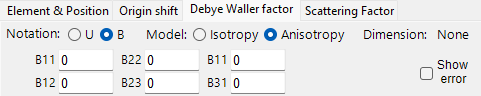 Element & Position Origin shift Debye Waller factor Scattering Factor
Notation: U B Model: Isotropy Anisotropy Dimension: None
B11 0 B22 0 B11 0
B12 0 B23 0 B31 0
Show error